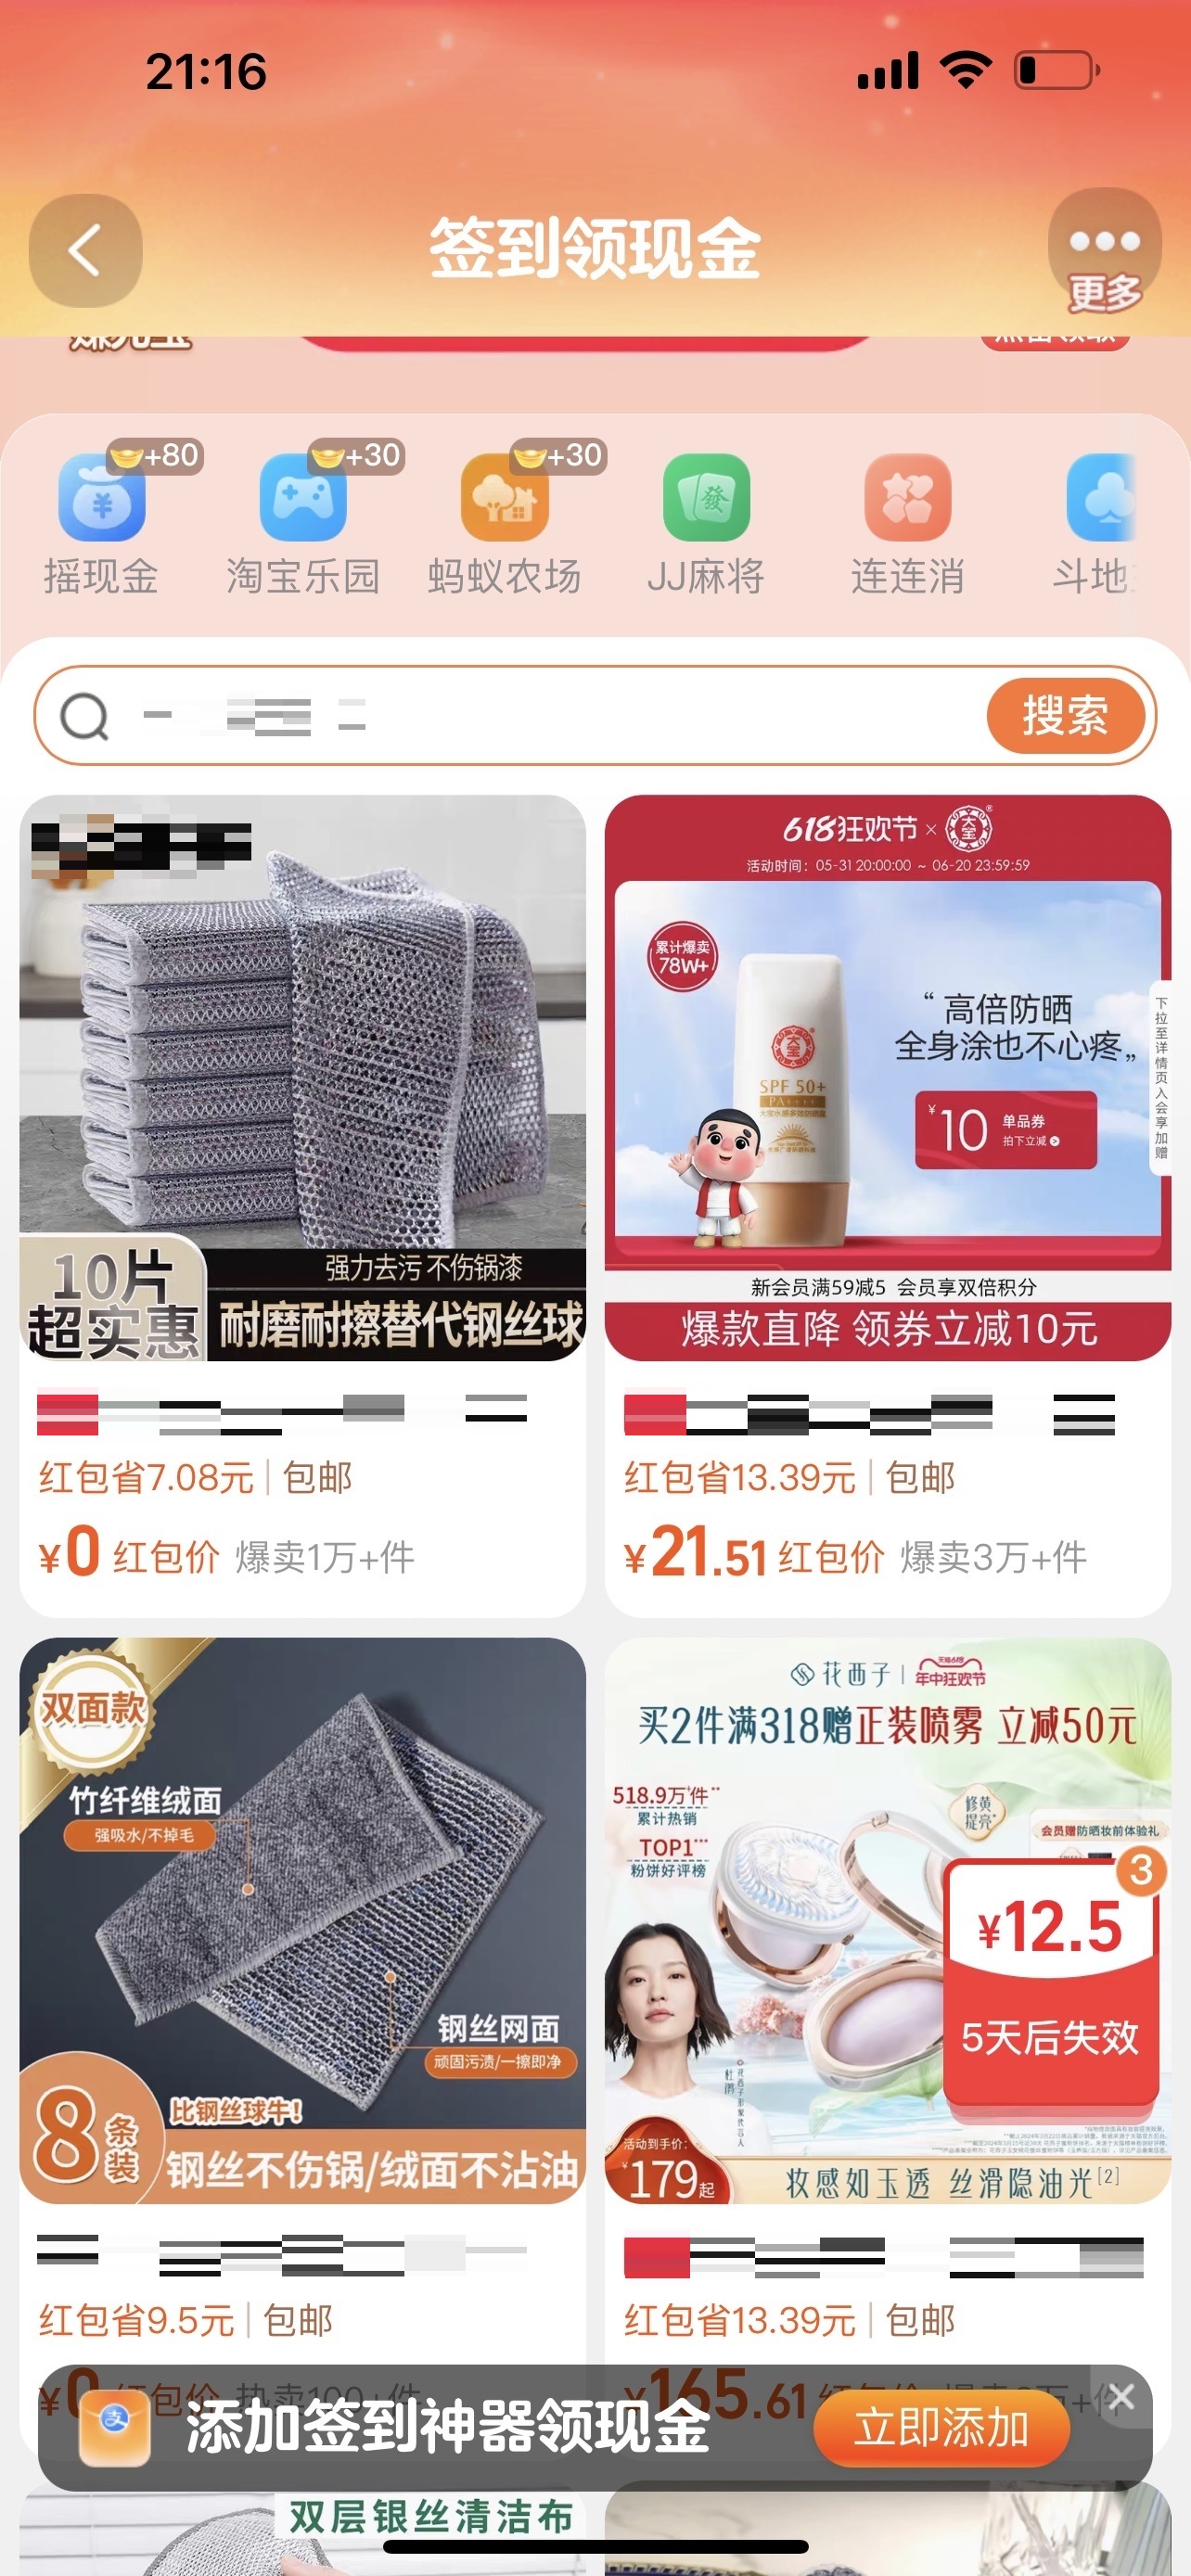 21:16
签到领现金
更多
+80
+30
+30
摇现金
淘宝乐园
蚂蚁农场
JJ麻将
连连消
斗地
搜索
10片
超实惠
强力去污 不伤锅漆
耐磨耐擦替代钢丝球
618狂欢节 × 大宝
活动时间：05-31 20:00:00 ~ 06-20 23:59:59
累计爆卖
78W+
“高倍防晒
全身涂也不心疼”
SPF 50+
PA++++
¥10 单品券
拍下立减
下拉至详情页入会享加赠
新会员满59减5 会员享双倍积分
爆款直降 领券立减10元
红包省7.08元 | 包邮
¥0 红包价 爆卖1万+件
红包省13.39元 | 包邮
¥21.51 红包价 爆卖3万+件
双面款
竹纤维绒面
强吸水/不掉毛
钢丝网面
顽固污渍/一擦即净
8条装
比钢丝球牛!
钢丝不伤锅/绒面不沾油
花西子 | 天猫618
年中狂欢节
买2件满318赠正装喷雾 立减50元
518.9万+件**
累计热销
TOP1***
粉饼好评榜
修黄
提亮
会员赠防晒妆前体验礼
3
¥12.5
5天后失效
活动到手价：
¥179起
妆感如玉透 丝滑隐油光[2]
红包省9.5元 | 包邮
红包省13.39元 | 包邮
¥0 红包价 热卖100+件
¥165.61 红包价
添加签到神器领现金
立即添加
双层银丝清洁布